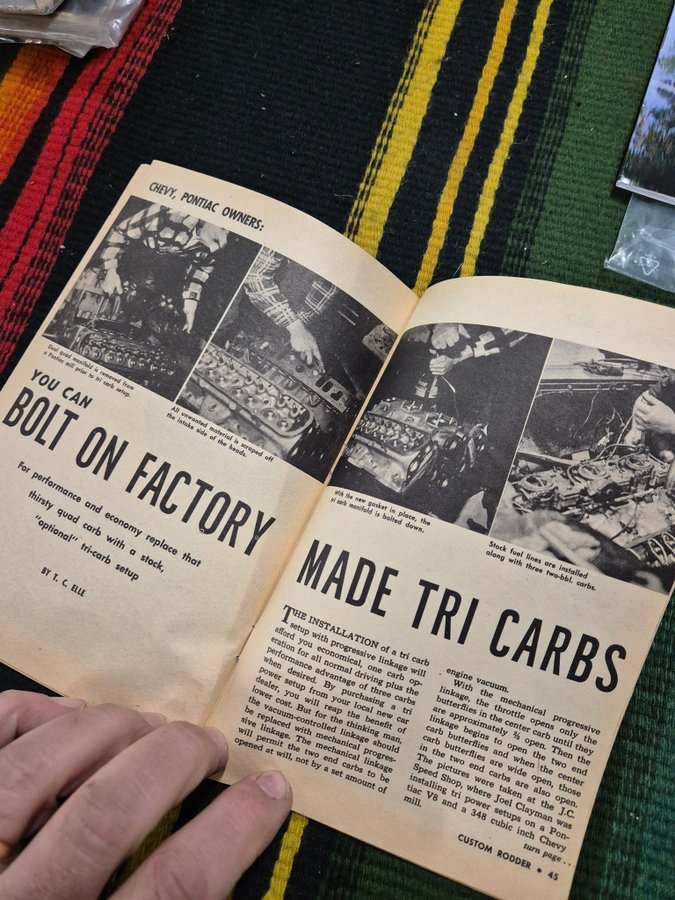 CHEVY, PONTIAC OWNERS:
Dual quad manifold is removed from
a Pontiac mill prior to tri carb setup.
All unwanted material is scraped off
the intake side of the heads.
YOU CAN
BOLT ON FACTORY
For performance and economy replace that
thirsty quad carb with a stock,
"optional" tri-carb setup
BY T. C. ELLE
With the new gasket in place, the
tri carb manifold is bolted down.
Stock fuel lines are installed
along with three two-bbl. carbs.
MADE TRI CARBS
THE INSTALLATION of a tri carb
setup with progressive linkage will
afford you economical, one carb op-
eration for all normal driving plus the
performance advantage of three carbs
when desired. By purchasing a tri
power setup from your local new car
dealer, you will reap the benefit of
lower cost. But for the thinking man,
the vacuum-controlled linkage should
be replaced with mechanical progres-
sive linkage. The mechanical linkage
will permit the two end carbs to be
opened at will, not by a set amount of
engine vacuum.
With the mechanical progressive
linkage, the throttle opens only the
butterflies in the center carb until they
are approximately ⅔ open. Then the
linkage begins to open the two end
carb butterflies and when the center
carb butterflies are wide open, those
in the two end carbs are also open.
The pictures were taken at the J.C.
Speed Shop, where Joel Clayman was
installing tri power setups on a Pon-
tiac V8 and a 348 cubic inch Chevy
mill.
turn page . .
CUSTOM RODDER • 45